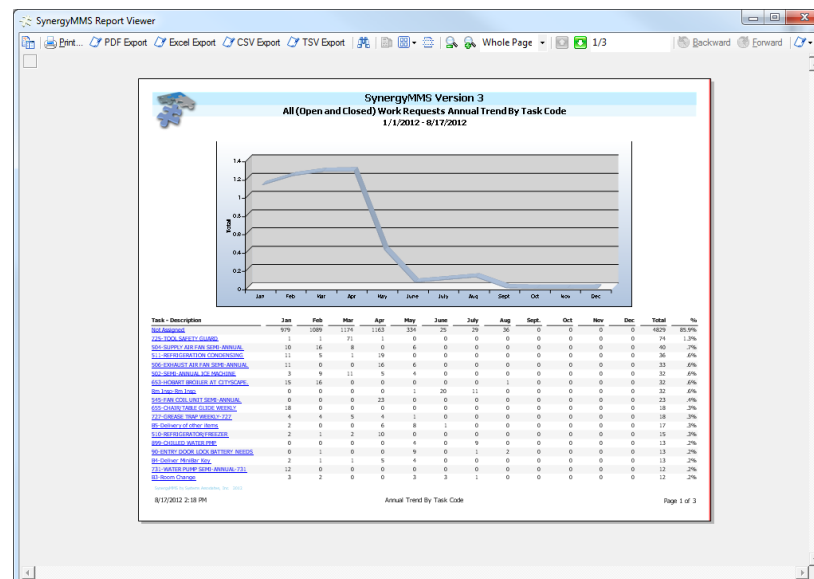 SynergyMMS Report Viewer
Print... PDF Export Excel Export CSV Export TSV Export Whole Page 1/3 Backward Forward
SynergyMMS Version 3
All (Open and Closed) Work Requests Annual Trend By Task Code
1/1/2012 - 8/17/2012
1.4
1.2
1
0.8
0.6
0.4
0.2
0
Total
Jan Feb Mar Apr May June July Aug Sept Oct Nov Dec
Task - Description Jan Feb Mar Apr May June July Aug Sept. Oct Nov Dec Total %
Not Assigned 979 1089 1174 1163 334 25 29 36 0 0 0 0 4829 85.9%
725-TOOL SAFETY GUARD 1 1 71 1 0 0 0 0 0 0 0 0 74 1.3%
504-SUPPLY AIR FAN SEMI-ANNUAL 10 16 8 0 6 0 0 0 0 0 0 0 40 .7%
511-REFRIGERATION CONDENSING 11 5 1 19 0 0 0 0 0 0 0 0 36 .6%
506-EXHAUST AIR FAN SEMI-ANNUAL 11 0 0 16 6 0 0 0 0 0 0 0 33 .6%
502-SEMI-ANNUAL ICE MACHINE 3 9 11 5 4 0 0 0 0 0 0 0 32 .6%
653-HOBART BROILER AT CITYSCAPE 15 16 0 0 0 0 0 1 0 0 0 0 32 .6%
Rm Insp-Rm Insp 0 0 0 0 1 20 11 0 0 0 0 0 32 .6%
545-FAN COIL UNIT SEMI-ANNUAL 0 0 0 23 0 0 0 0 0 0 0 0 23 .4%
655-CHAIR/TABLE GLIDE WEEKLY 18 0 0 0 0 0 0 0 0 0 0 0 18 .3%
727-GREASE TRAP WEEKLY-727 4 4 5 4 1 0 0 0 0 0 0 0 18 .3%
B5-Delivery of other items 2 0 0 6 8 1 0 0 0 0 0 0 17 .3%
510-REFRIGERATOR/FREEZER 2 1 2 10 0 0 0 0 0 0 0 0 15 .3%
899-CHILLED WATER PMP 0 0 0 0 4 0 9 0 0 0 0 0 13 .2%
90-ENTRY DOOR LOCK BATTERY NEEDS 0 1 0 0 9 0 1 2 0 0 0 0 13 .2%
B4-Deliver MiniBar Key 2 1 1 5 4 0 0 0 0 0 0 0 13 .2%
731-WATER PUMP SEMI-ANNUAL-731 12 0 0 0 0 0 0 0 0 0 0 0 12 .2%
B3-Room Change 3 2 0 0 3 3 1 0 0 0 0 0 12 .2%
8/17/2012 2:18 PM Annual Trend By Task Code Page 1 of 3